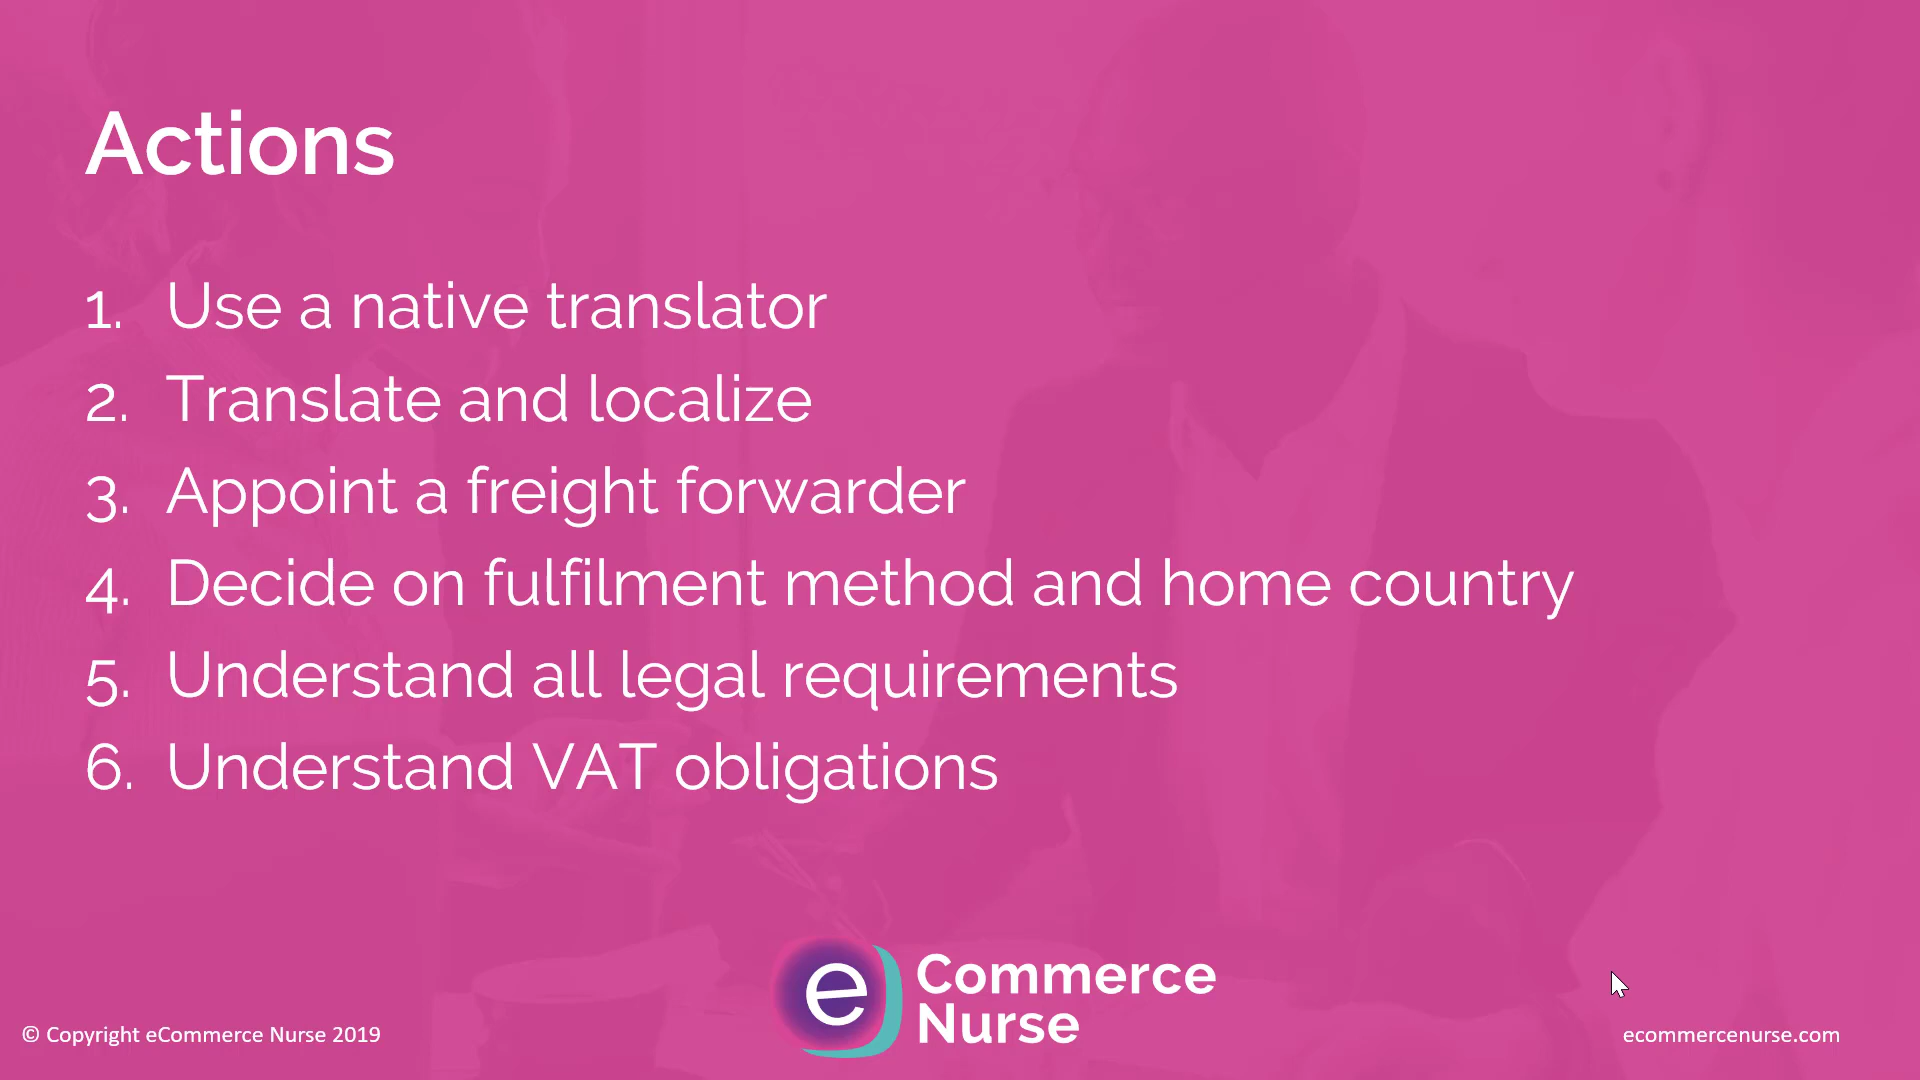 Actions
1. Use a native translator
2. Translate and localize
3. Appoint a freight forwarder
4. Decide on fulfilment method and home country
5. Understand all legal requirements
6. Understand VAT obligations
e Commerce
Nurse
© Copyright eCommerce Nurse 2019
ecommercenurse.com